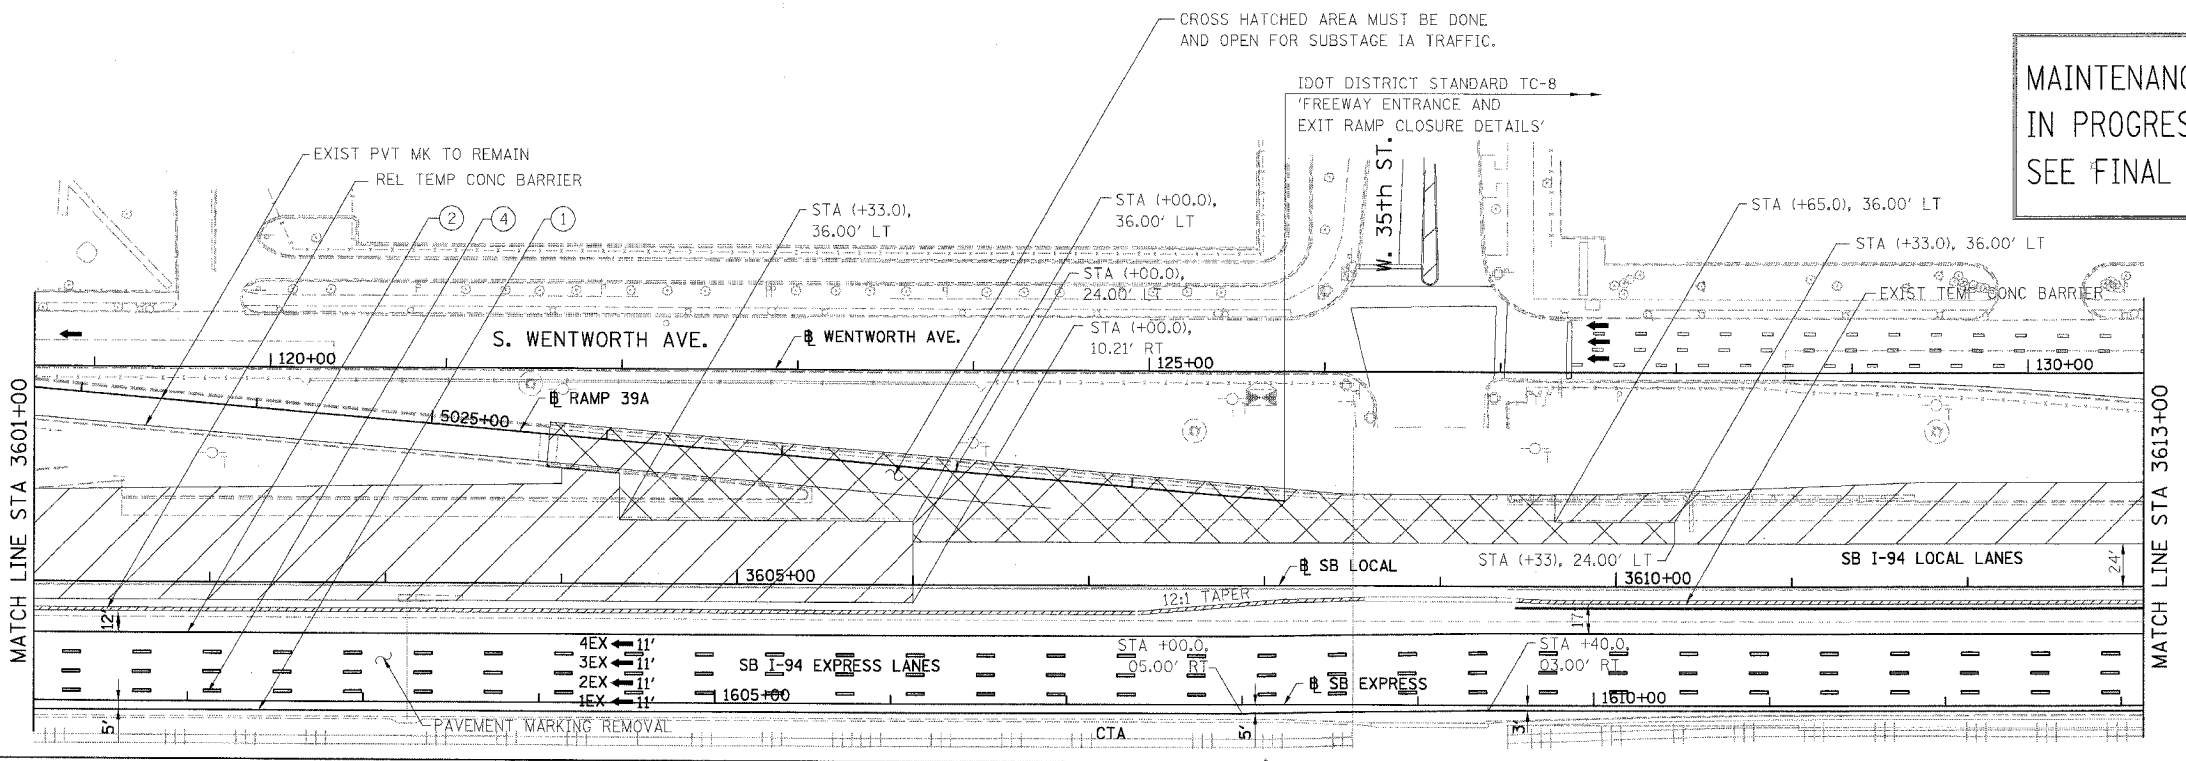 CROSS HATCHED AREA MUST BE DONE
AND OPEN FOR SUBSTAGE IA TRAFFIC.
IDOT DISTRICT STANDARD TC-8
'FREEWAY ENTRANCE AND
EXIT RAMP CLOSURE DETAILS'
MAINTENANC
IN PROGRES
SEE FINAL
EXIST PVT MK TO REMAIN
REL TEMP CONC BARRIER
2
4
1
STA (+33.0),
36.00' LT
STA (+00.0),
36.00' LT
STA (+00.0),
24.00' LT
STA (+00.0),
10.21' RT
W. 35th ST.
STA (+65.0), 36.00' LT
STA (+33.0), 36.00' LT
EXIST TEMP CONC BARRIER
S. WENTWORTH AVE.
℄ WENTWORTH AVE.
120+00
125+00
130+00
MATCH LINE STA 3601+00
MATCH LINE STA 3613+00
℄ RAMP 39A
5025+00
3605+00
℄ SB LOCAL
STA (+33), 24.00' LT
3610+00
SB I-94 LOCAL LANES
24'
12:1 TAPER
12'
17'
4EX 11'
3EX 11'
2EX 11'
1EX 11'
SB I-94 EXPRESS LANES
1605+00
STA +00.0,
05.00' RT
℄ SB EXPRESS
STA +40.0,
03.00' RT
1610+00
5'
PAVEMENT MARKING REMOVAL
CTA
5'
3'